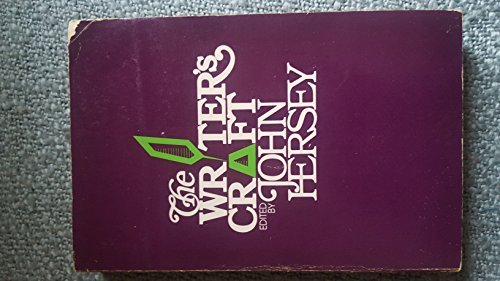 The
WRITER'S
CRAFT
EDITED BY
JOHN
HERSEY